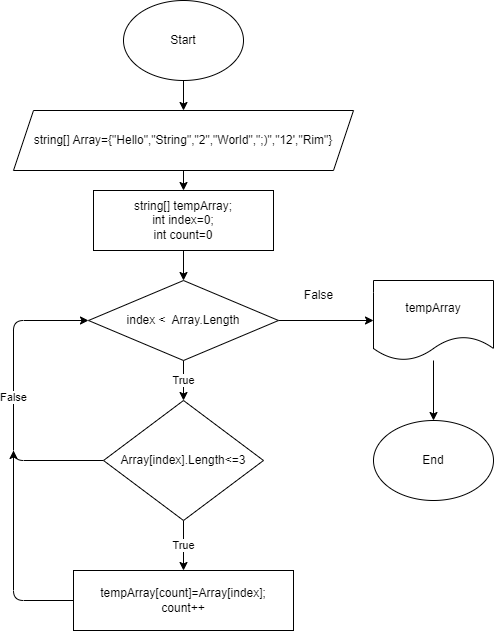 Start
string[] Array={"Hello","String","2","World",";)","12',"Rim"}
string[] tempArray;
int index=0;
int count=0
index < Array.Length
False
tempArray
True
False
Array[index].Length<=3
End
True
tempArray[count]=Array[index];
count++